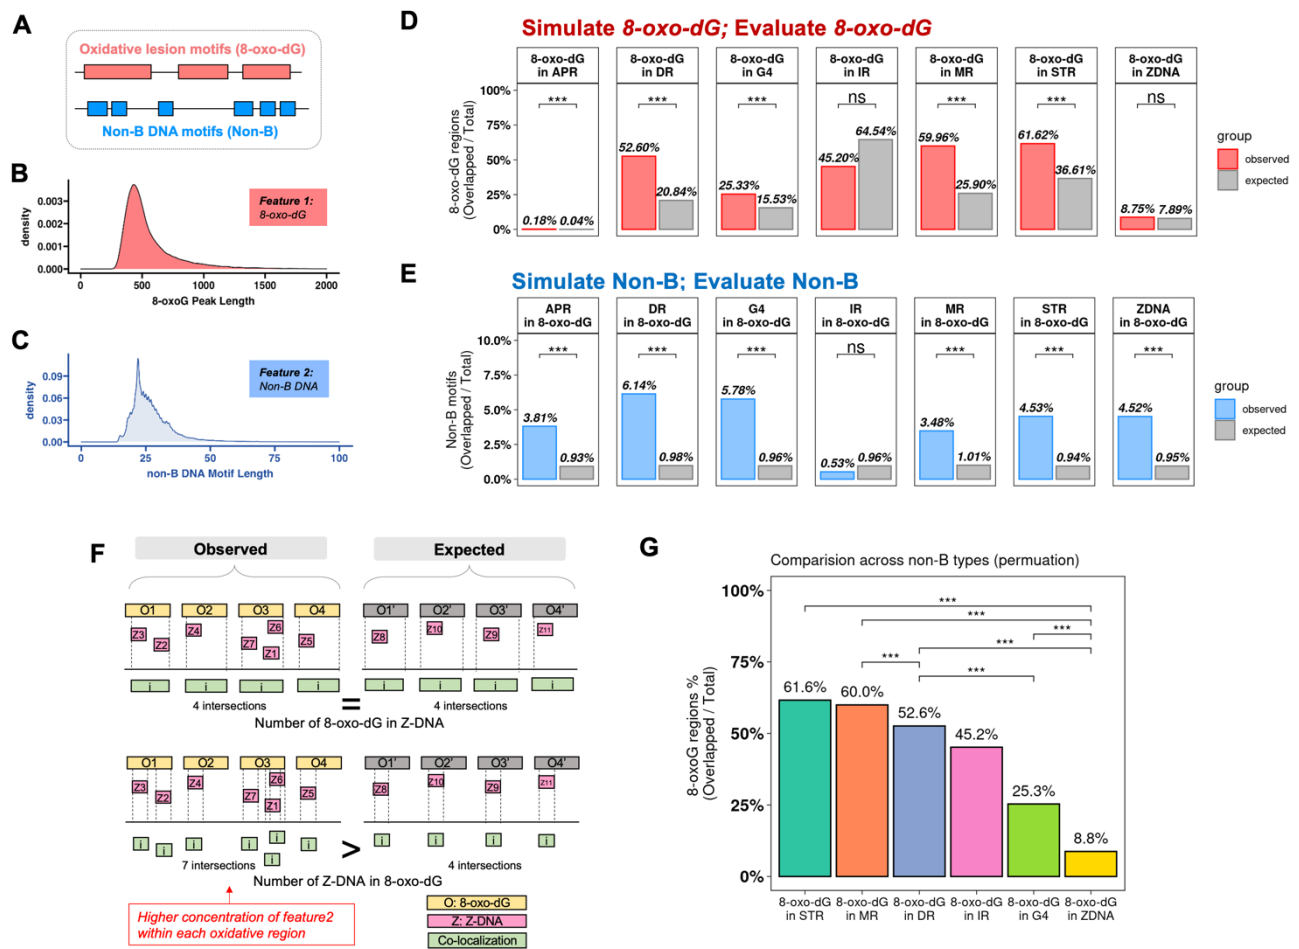 A
Oxidative lesion motifs (8-oxo-dG)
Non-B DNA motifs (Non-B)
B
density
0.003
0.002
0.001
0.000
Feature 1:
8-oxo-dG
0
500
1000
1500
2000
8-oxoG Peak Length
C
density
0.09
0.06
0.03
0.00
Feature 2:
Non-B DNA
0
25
50
75
100
non-B DNA Motif Length
D
Simulate 8-oxo-dG; Evaluate 8-oxo-dG
8-oxo-dG
in APR
8-oxo-dG
in DR
8-oxo-dG
in G4
8-oxo-dG
in IR
8-oxo-dG
in MR
8-oxo-dG
in STR
8-oxo-dG
in ZDNA
8-oxo-dG regions
(Overlapped / Total)
100%
75%
50%
25%
0%
*** *** *** ns *** *** ns
0.18% 0.04%
52.60% 20.84%
25.33% 15.53%
45.20% 64.54%
59.96% 25.90%
61.62% 36.61%
8.75% 7.89%
group
observed
expected
E
Simulate Non-B; Evaluate Non-B
APR
in 8-oxo-dG
DR
in 8-oxo-dG
G4
in 8-oxo-dG
IR
in 8-oxo-dG
MR
in 8-oxo-dG
STR
in 8-oxo-dG
ZDNA
in 8-oxo-dG
Non-B motifs
(Overlapped / Total)
10.0%
7.5%
5.0%
2.5%
0.0%
*** *** *** ns *** *** ***
3.81% 0.93%
6.14% 0.98%
5.78% 0.96%
0.53% 0.96%
3.48% 1.01%
4.53% 0.94%
4.52% 0.95%
group
observed
expected
F
Observed
Expected
O1 O2 O3 O4 O1' O2' O3' O4'
Z3 Z2 Z4 Z7 Z6 Z1 Z5 Z8 Z10 Z9 Z11
i i i i = i i i i
4 intersections
4 intersections
Number of 8-oxo-dG in Z-DNA
O1 O2 O3 O4 O1' O2' O3' O4'
Z3 Z2 Z4 Z7 Z6 Z1 Z5 Z8 Z10 Z9 Z11
i i i i i i i > i i i i
7 intersections
4 intersections
Number of Z-DNA in 8-oxo-dG
Higher concentration of feature2
within each oxidative region
O: 8-oxo-dG
Z: Z-DNA
Co-localization
G
Comparision across non-B types (permuation)
8-oxoG regions %
(Overlapped / Total)
100%
75%
50%
25%
0%
***
***
***
***
***
***
61.6%
60.0%
52.6%
45.2%
25.3%
8.8%
8-oxo-dG
in STR
8-oxo-dG
in MR
8-oxo-dG
in DR
8-oxo-dG
in IR
8-oxo-dG
in G4
8-oxo-dG
in ZDNA